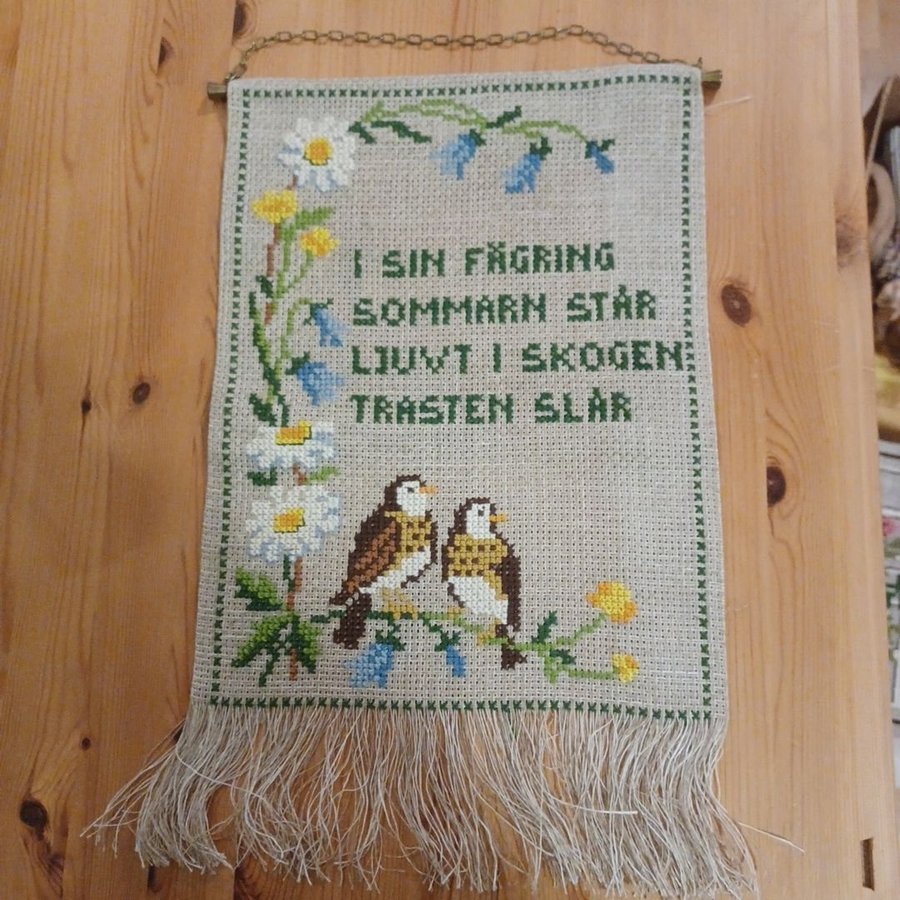 I SIN FÄGRING
SOMMARN STÅR
LJUVT I SKOGEN
TRASTEN SLÅR